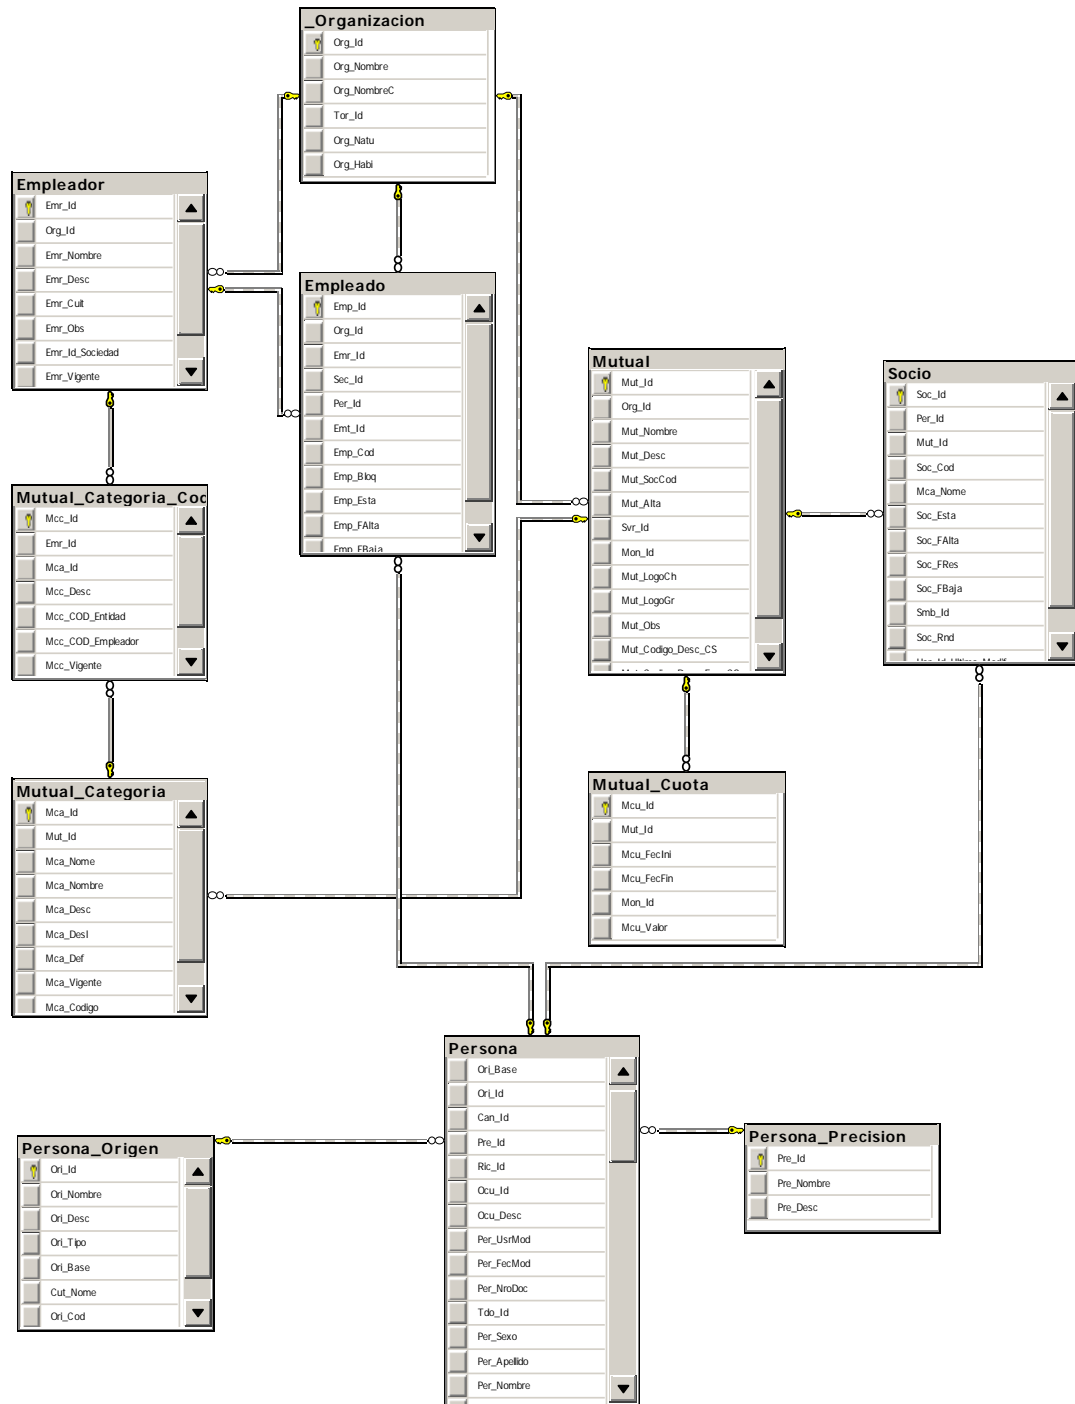 _Organizacion
Org_Id
Org_Nombre
Org_NombreC
Tor_Id
Org_Natu
Org_Habi
Empleador
Emr_Id
Org_Id
Emr_Nombre
Emr_Desc
Emr_Cuit
Emr_Obs
Emr_Id_Sociedad
Emr_Vigente
Empleado
Emp_Id
Org_Id
Emr_Id
Sec_Id
Per_Id
Emt_Id
Emp_Cod
Emp_Bloq
Emp_Esta
Emp_FAlta
Emp_FBaja
Mutual
Mut_Id
Org_Id
Mut_Nombre
Mut_Desc
Mut_SocCod
Mut_Alta
Svr_Id
Mon_Id
Mut_LogoCh
Mut_LogoGr
Mut_Obs
Mut_Codigo_Desc_CS
Socio
Soc_Id
Per_Id
Mut_Id
Soc_Cod
Mca_Nome
Soc_Esta
Soc_FAlta
Soc_FRes
Soc_FBaja
Smb_Id
Soc_Rnd
Mutual_Categoria_Coc
Mcc_Id
Emr_Id
Mca_Id
Mcc_Desc
Mcc_COD_Entidad
Mcc_COD_Empleador
Mcc_Vigente
Mutual_Categoria
Mca_Id
Mut_Id
Mca_Nome
Mca_Nombre
Mca_Desc
Mca_Desl
Mca_Def
Mca_Vigente
Mca_Codigo
Mutual_Cuota
Mcu_Id
Mut_Id
Mcu_FecIni
Mcu_FecFin
Mon_Id
Mcu_Valor
Persona
Ori_Base
Ori_Id
Can_Id
Pre_Id
Ric_Id
Ocu_Id
Ocu_Desc
Per_UsrMod
Per_FecMod
Per_NroDoc
Tdo_Id
Per_Sexo
Per_Apellido
Per_Nombre
Persona_Origen
Ori_Id
Ori_Nombre
Ori_Desc
Ori_Tipo
Ori_Base
Cut_Nome
Ori_Cod
Persona_Precision
Pre_Id
Pre_Nombre
Pre_Desc